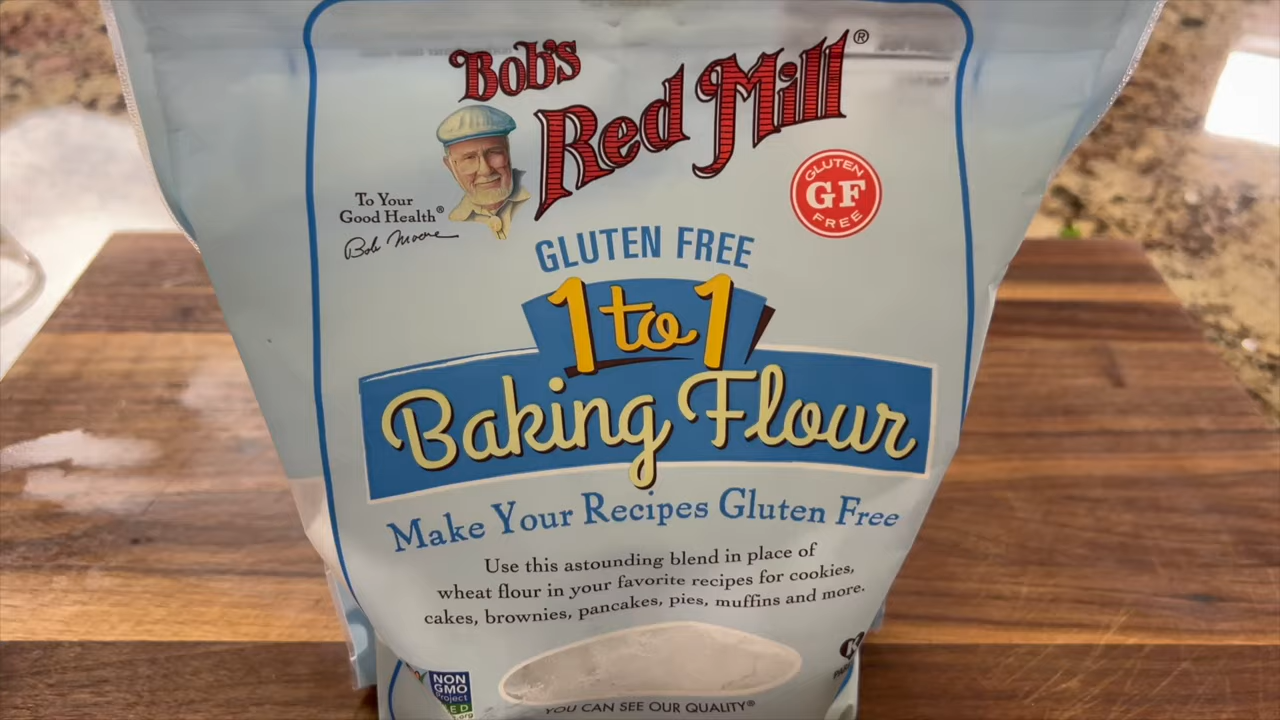 Bob's
Red Mill®
To Your
Good Health®
Bob Moore
GLUTEN
GF
FREE
GLUTEN FREE
1 to 1
Baking Flour
Make Your Recipes Gluten Free
Use this astounding blend in place of
wheat flour in your favorite recipes for cookies,
cakes, brownies, pancakes, pies, muffins and more.
NON
GMO
Project
YOU CAN SEE OUR QUALITY®